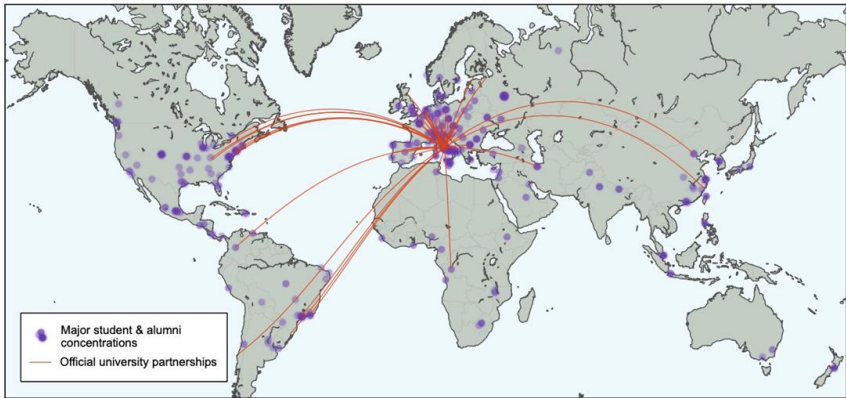 Major student & alumni
concentrations
Official university partnerships